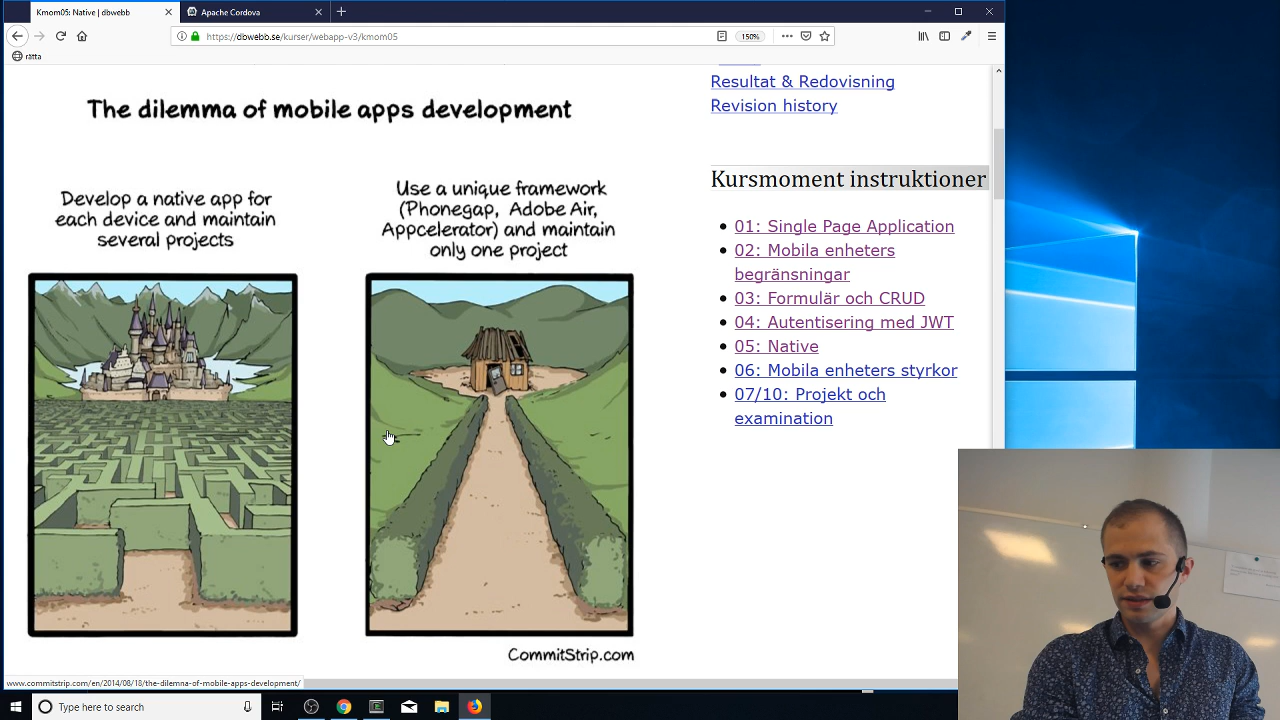 Kmom05: Native | dbwebb
Apache Cordova
https://dbwebb.se/kurser/webapp-v3/kmom05
150%
rätta
Resultat & Redovisning
Revision history
The dilemma of mobile apps development
Develop a native app for
each device and maintain
several projects
Use a unique framework
(Phonegap, Adobe Air,
Appcelerator) and maintain
only one project
CommitStrip.com
Kursmoment instruktioner
01: Single Page Application
02: Mobila enheters
begränsningar
03: Formulär och CRUD
04: Autentisering med JWT
05: Native
06: Mobila enheters styrkor
07/10: Projekt och
examination
www.commitstrip.com/en/2014/08/18/the-dilemna-of-mobile-apps-development/
Type here to search